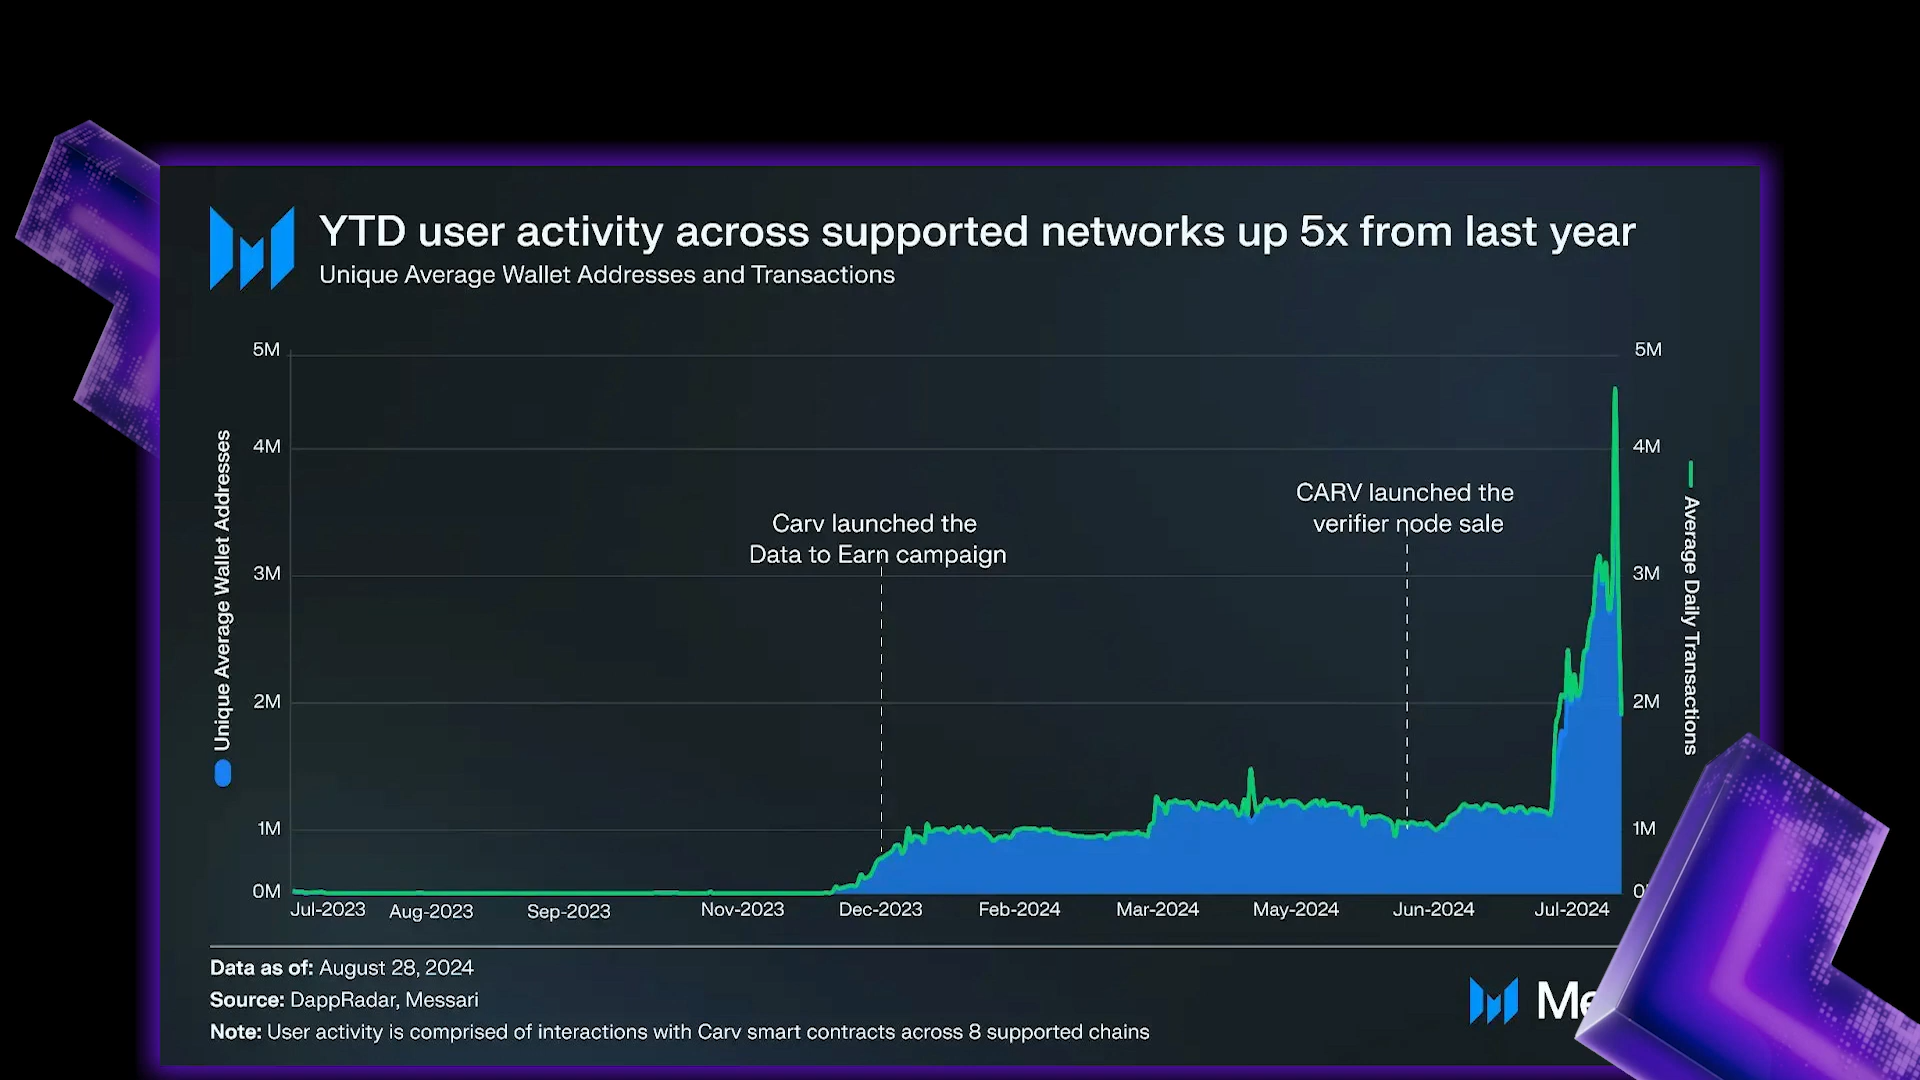 YTD user activity across supported networks up 5x from last year
Unique Average Wallet Addresses and Transactions
5M
4M
3M
2M
1M
0M
Unique Average Wallet Addresses
Carv launched the
Data to Earn campaign
CARV launched the
verifier node sale
5M
4M
3M
2M
1M
Average Daily Transactions
Jul-2023
Aug-2023
Sep-2023
Nov-2023
Dec-2023
Feb-2024
Mar-2024
May-2024
Jun-2024
Jul-2024
Data as of: August 28, 2024
Source: DappRadar, Messari
Note: User activity is comprised of interactions with Carv smart contracts across 8 supported chains